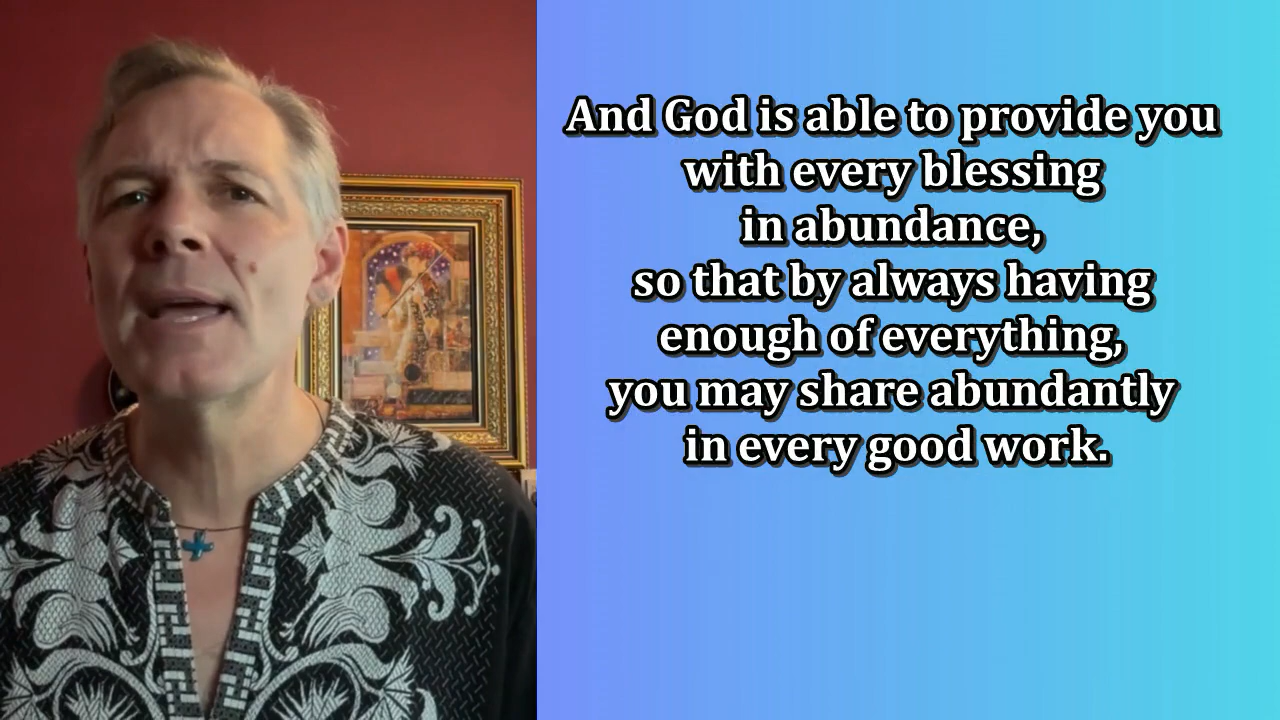 And God is able to provide you
with every blessing
in abundance,
so that by always having
enough of everything,
you may share abundantly
in every good work.